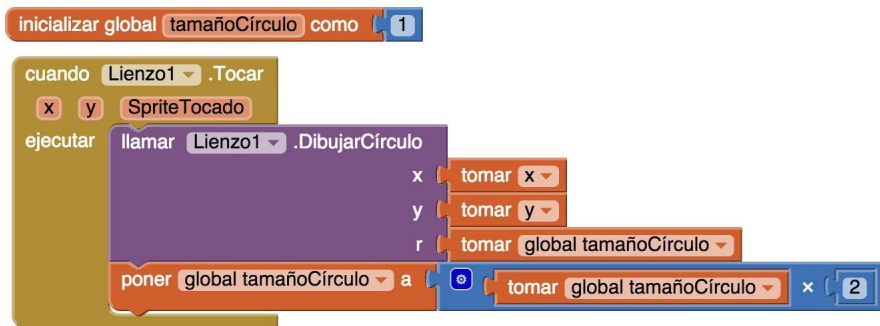 inicializar global tamañoCírculo como 1
cuando Lienzo1 .Tocar
x y SpriteTocado
ejecutar llamar Lienzo1 .DibujarCírculo
x tomar x
y tomar y
r tomar global tamañoCírculo
poner global tamañoCírculo a tomar global tamañoCírculo × 2